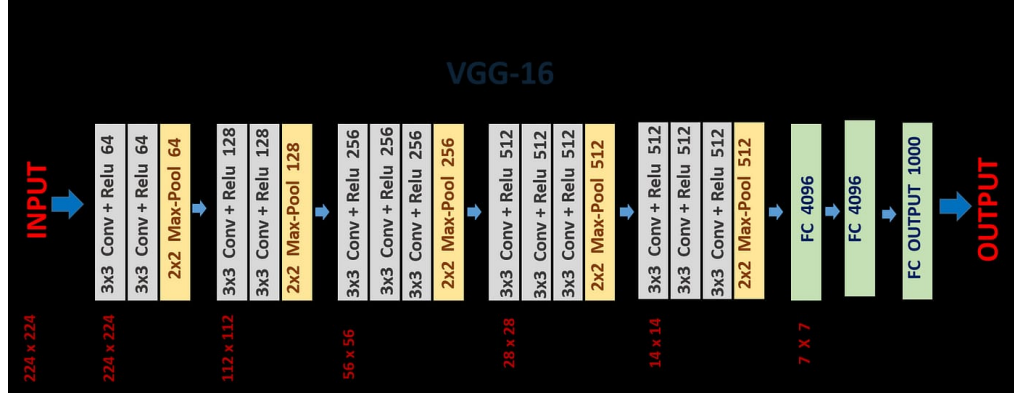 VGG-16
INPUT
3x3 Conv + Relu 64
3x3 Conv + Relu 64
2x2 Max-Pool 64
3x3 Conv + Relu 128
3x3 Conv + Relu 128
2x2 Max-Pool 128
3x3 Conv + Relu 256
3x3 Conv + Relu 256
3x3 Conv + Relu 256
2x2 Max-Pool 256
3x3 Conv + Relu 512
3x3 Conv + Relu 512
3x3 Conv + Relu 512
2x2 Max-Pool 512
3x3 Conv + Relu 512
3x3 Conv + Relu 512
3x3 Conv + Relu 512
2x2 Max-Pool 512
FC 4096
FC 4096
FC OUTPUT 1000
OUTPUT
224 x 224
224 x 224
112 x 112
56 x 56
28 x 28
14 x 14
7 X 7